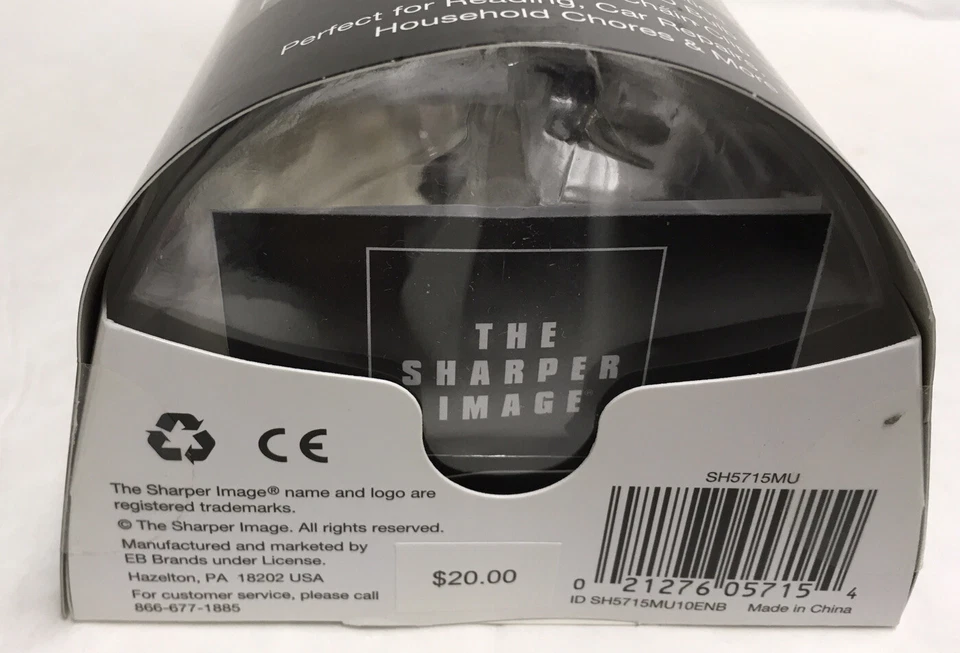 Chain
Perfect for Reading, Car Repairs,
Household Chores & More
THE
SHARPER
IMAGE
CE
The Sharper Image® name and logo are
registered trademarks.
© The Sharper Image. All rights reserved.
Manufactured and marketed by
EB Brands under License.
Hazelton, PA 18202 USA
For customer service, please call
866-677-1885
$20.00
SH5715MU
0 21276 05715 4
ID SH5715MU10ENB Made in China